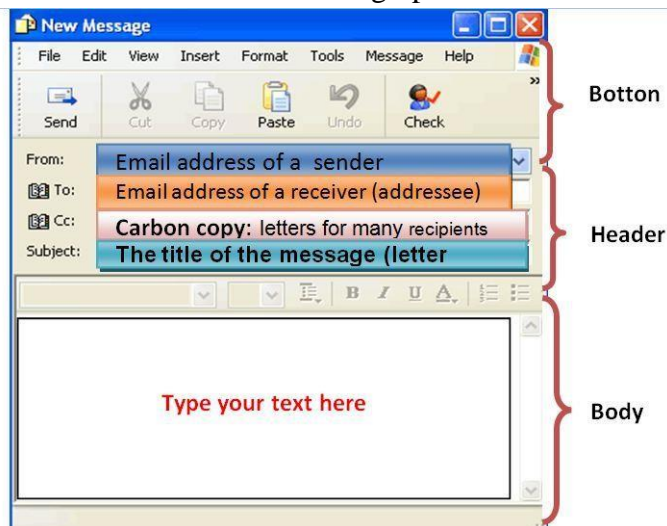 New Message
File Edit View Insert Format Tools Message Help
»
Send Cut Copy Paste Undo Check
Botton
From: Email address of a sender
To: Email address of a receiver (addressee)
Cc: Carbon copy: letters for many recipients
Header
Subject: The title of the message (letter
B I U A
Type your text here
Body